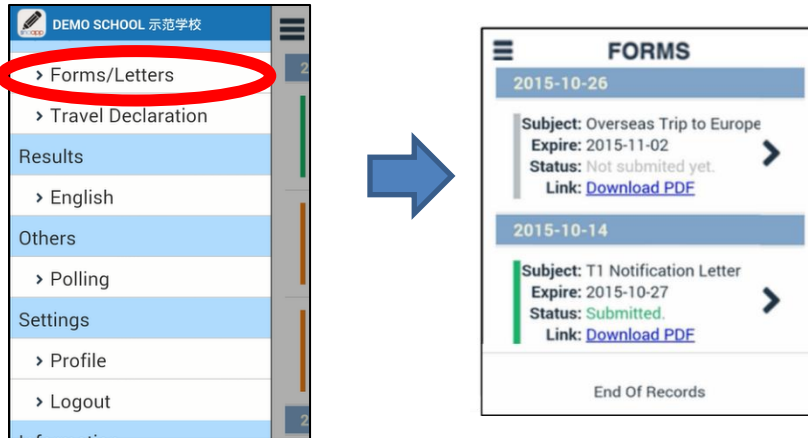 DEMO SCHOOL 示范学校
› Forms/Letters
› Travel Declaration
Results
› English
Others
› Polling
Settings
› Profile
› Logout
2
2
FORMS
2015-10-26
Subject: Overseas Trip to Europe
Expire: 2015-11-02
Status: Not submited yet.
Link: Download PDF
2015-10-14
Subject: T1 Notification Letter
Expire: 2015-10-27
Status: Submitted.
Link: Download PDF
End Of Records